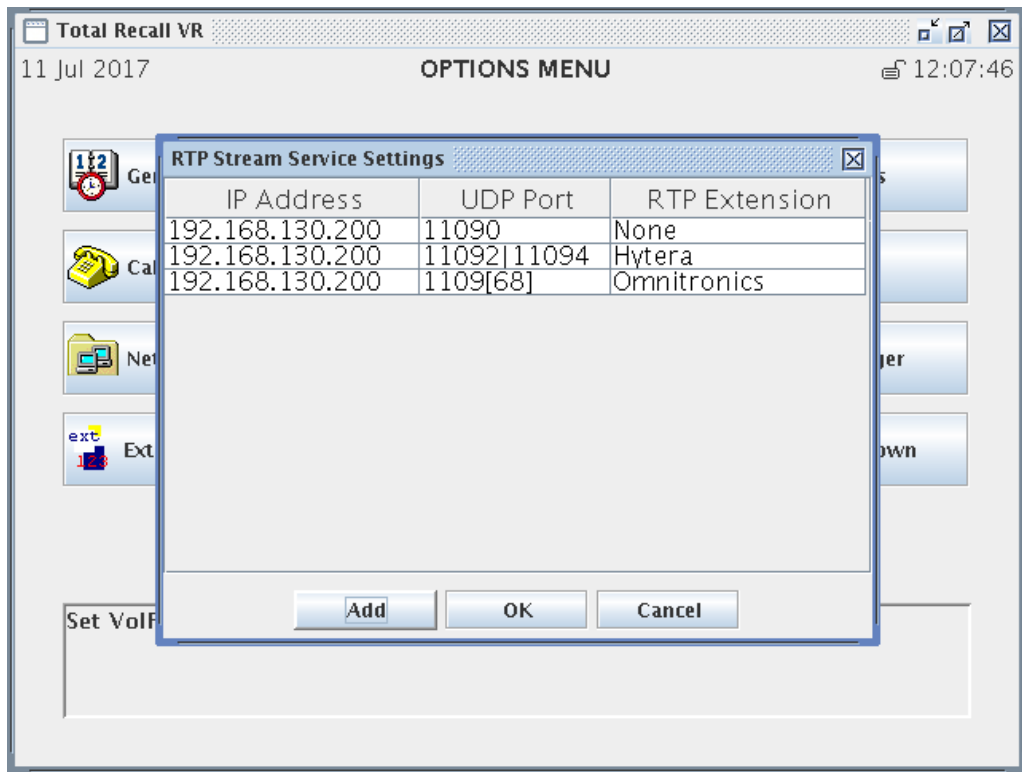 Total Recall VR
11 Jul 2017 OPTIONS MENU 12:07:46
RTP Stream Service Settings
IP Address UDP Port RTP Extension
192.168.130.200 11090 None
192.168.130.200 11092|11094 Hytera
192.168.130.200 1109[68] Omnitronics
Ext
ext
123
Add OK Cancel